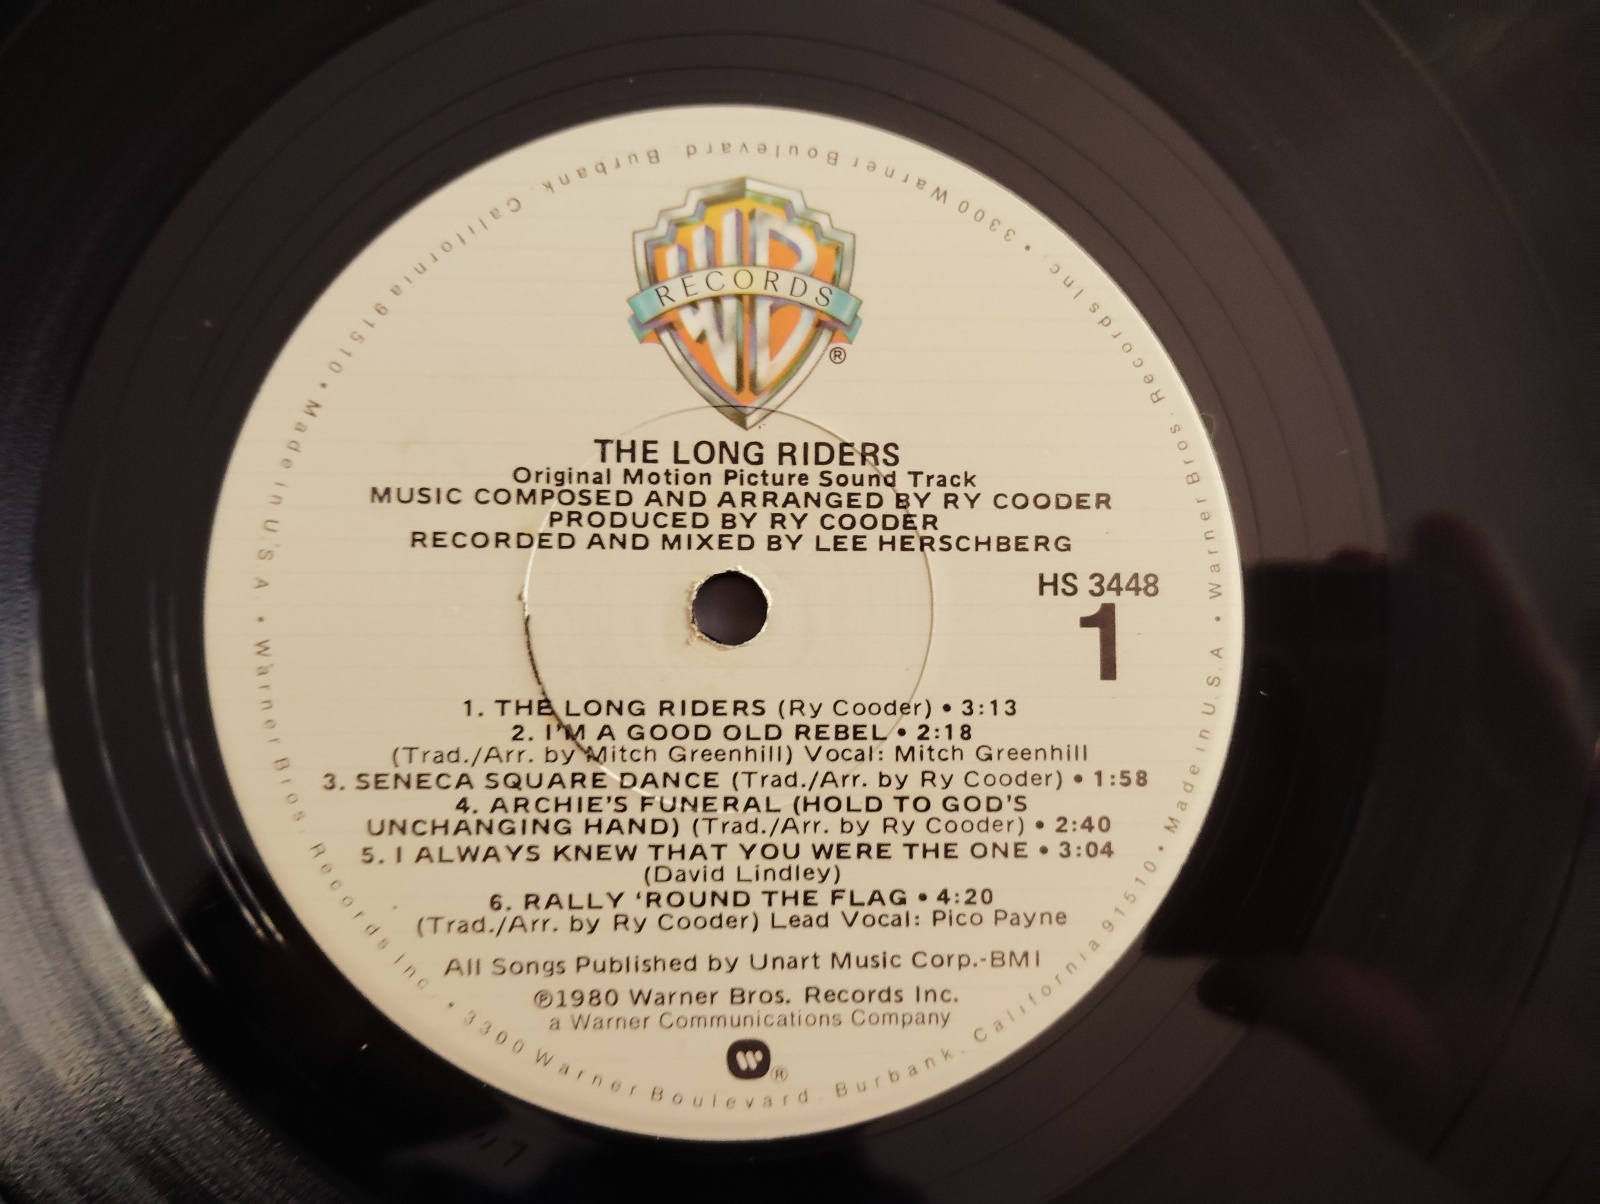 WB
RECORDS
®
THE LONG RIDERS
Original Motion Picture Sound Track
MUSIC COMPOSED AND ARRANGED BY RY COODER
PRODUCED BY RY COODER
RECORDED AND MIXED BY LEE HERSCHBERG
HS 3448
1
1. THE LONG RIDERS (Ry Cooder) • 3:13
2. I'M A GOOD OLD REBEL • 2:18
(Trad./Arr. by Mitch Greenhill) Vocal: Mitch Greenhill
3. SENECA SQUARE DANCE (Trad./Arr. by Ry Cooder) • 1:58
4. ARCHIE'S FUNERAL (HOLD TO GOD'S
UNCHANGING HAND) (Trad./Arr. by Ry Cooder) • 2:40
5. I ALWAYS KNEW THAT YOU WERE THE ONE • 3:04
(David Lindley)
6. RALLY ‘ROUND THE FLAG • 4:20
(Trad./Arr. by Ry Cooder) Lead Vocal: Pico Payne
All Songs Published by Unart Music Corp.-BMI
℗1980 Warner Bros. Records Inc.
a Warner Communications Company
W ®
Warner Bros. Records Inc. • 3300 Warner Boulevard. Burbank. California 91510 • Made in U.S.A • Warner Bros. Records Inc. • 3300 Warner Boulevard. Burbank. California 91510 • Made in U.S.A •